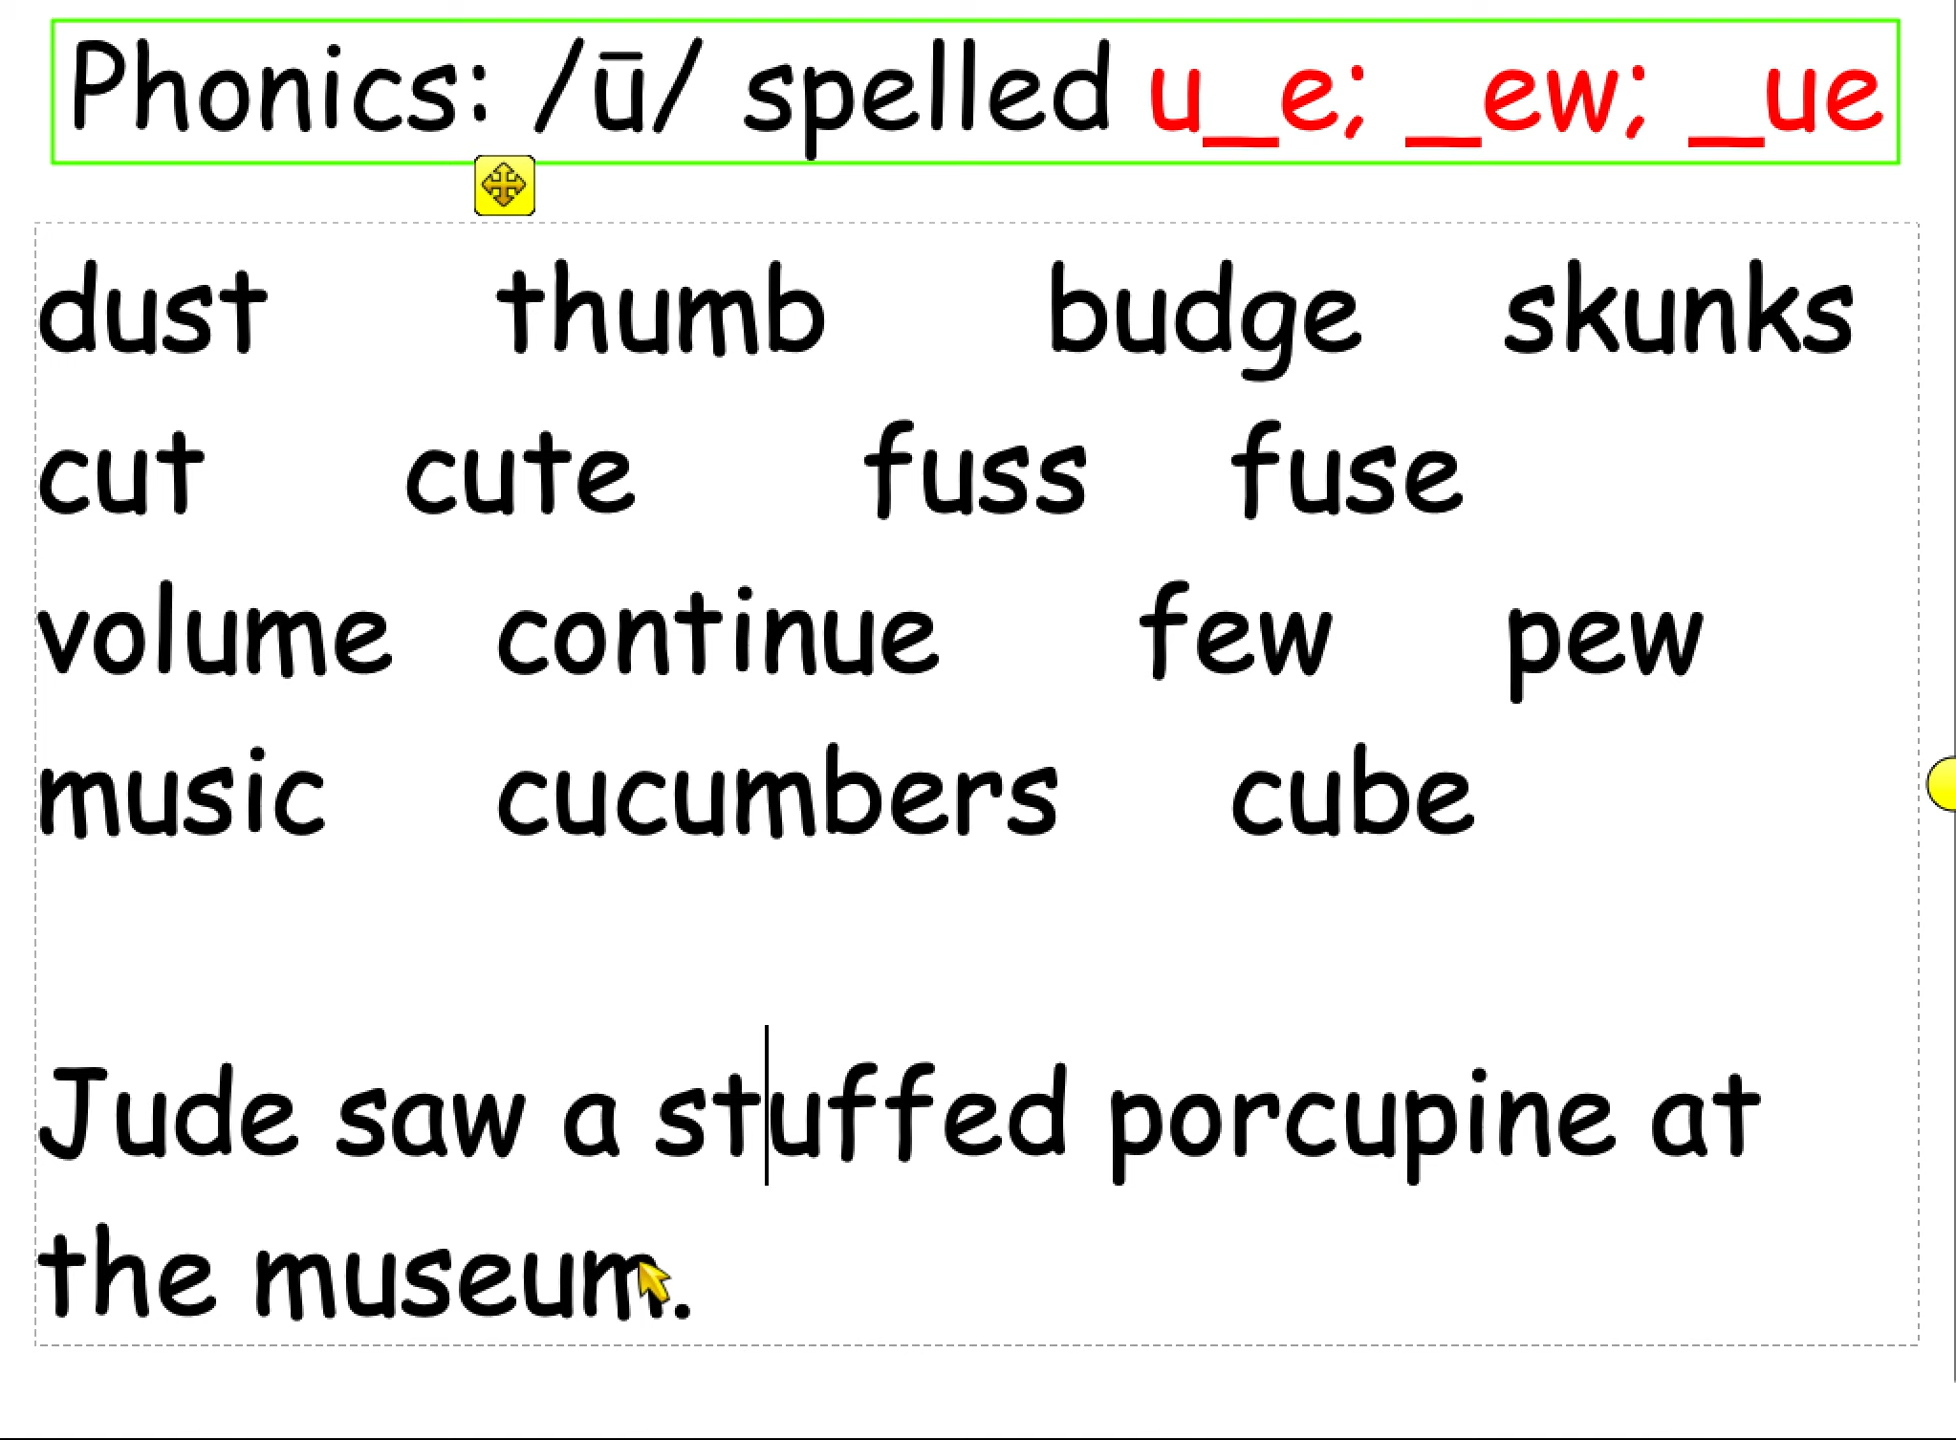 Phonics: /ū/ spelled u_e; _ew; _ue
dust thumb budge skunks
cut cute fuss fuse
volume continue few pew
music cucumbers cube
Jude saw a stuffed porcupine at
the museum.